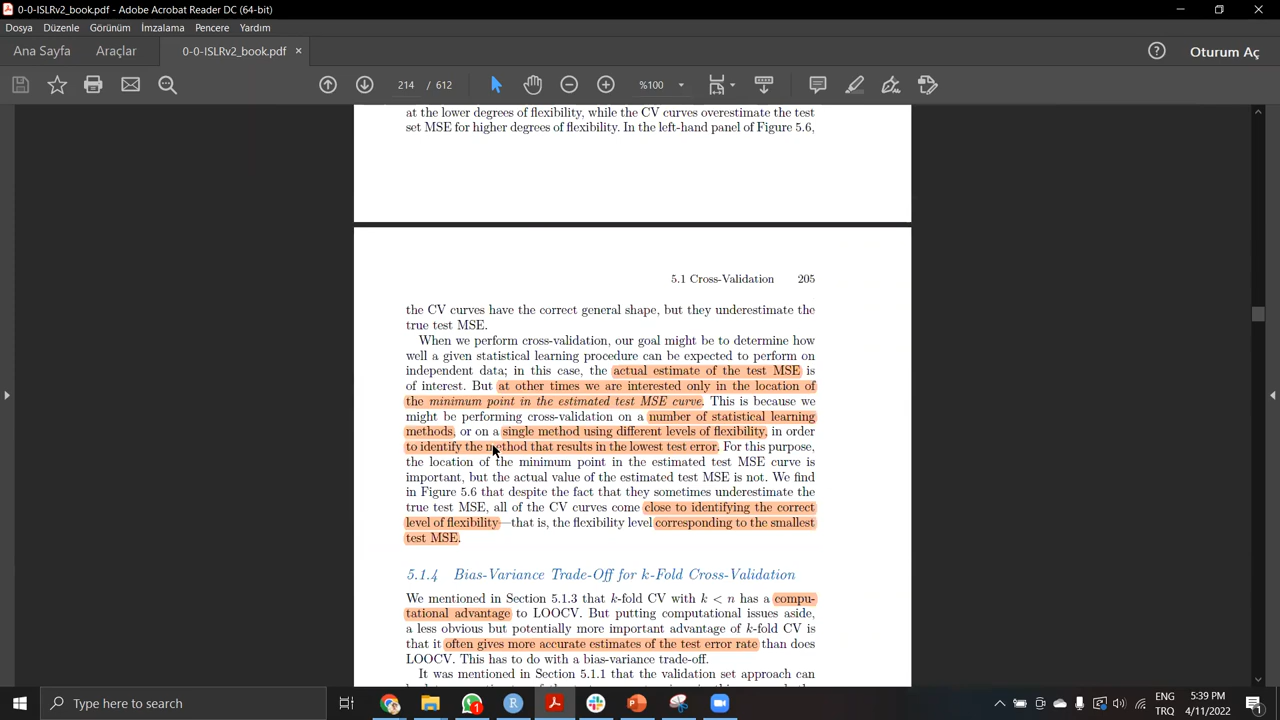 0-0-ISLRv2_book.pdf - Adobe Acrobat Reader DC (64-bit)
Dosya Düzenle Görünüm İmzalama Pencere Yardım
Ana Sayfa Araçlar 0-0-ISLRv2_book.pdf × ? Oturum Aç
214 / 612 %100
at the lower degrees of flexibility, while the CV curves overestimate the test
set MSE for higher degrees of flexibility. In the left-hand panel of Figure 5.6,
5.1 Cross-Validation 205
the CV curves have the correct general shape, but they underestimate the
true test MSE.
When we perform cross-validation, our goal might be to determine how
well a given statistical learning procedure can be expected to perform on
independent data; in this case, the actual estimate of the test MSE is
of interest. But at other times we are interested only in the location of
the minimum point in the estimated test MSE curve. This is because we
might be performing cross-validation on a number of statistical learning
methods, or on a single method using different levels of flexibility, in order
to identify the method that results in the lowest test error. For this purpose,
the location of the minimum point in the estimated test MSE curve is
important, but the actual value of the estimated test MSE is not. We find
in Figure 5.6 that despite the fact that they sometimes underestimate the
true test MSE, all of the CV curves come close to identifying the correct
level of flexibility—that is, the flexibility level corresponding to the smallest
test MSE.
5.1.4 Bias-Variance Trade-Off for k-Fold Cross-Validation
We mentioned in Section 5.1.3 that k-fold CV with k < n has a compu-
tational advantage to LOOCV. But putting computational issues aside,
a less obvious but potentially more important advantage of k-fold CV is
that it often gives more accurate estimates of the test error rate than does
LOOCV. This has to do with a bias-variance trade-off.
It was mentioned in Section 5.1.1 that the validation set approach can
Type here to search
ENG 5:39 PM
TRQ 4/11/2022